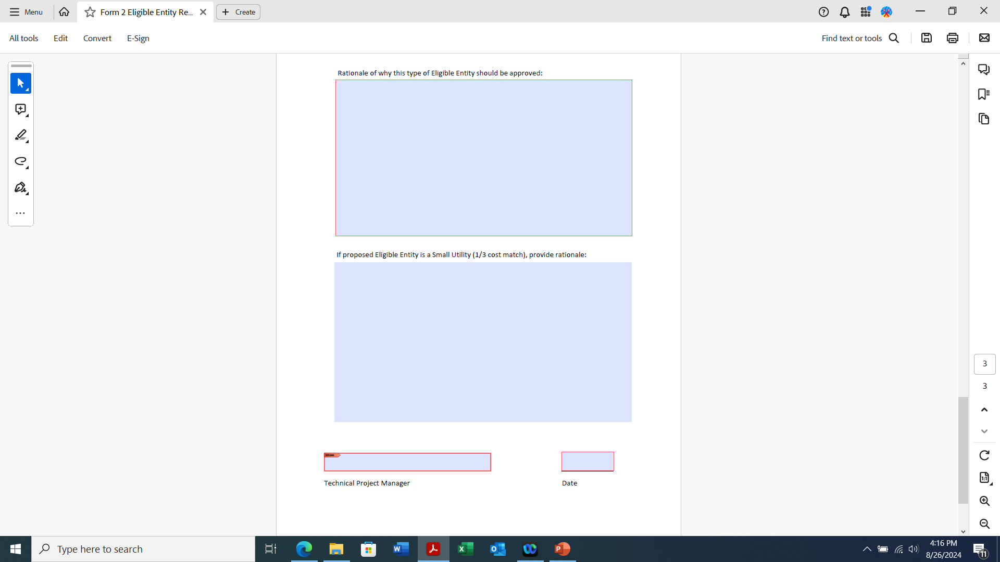 Menu
Form 2 Eligible Entity Re...
Create
All tools
Edit
Convert
E-Sign
Find text or tools
Rationale of why this type of Eligible Entity should be approved:
If proposed Eligible Entity is a Small Utility (1/3 cost match), provide rationale:
Technical Project Manager
Date
3
3
1:1
Type here to search
4:16 PM
8/26/2024
11